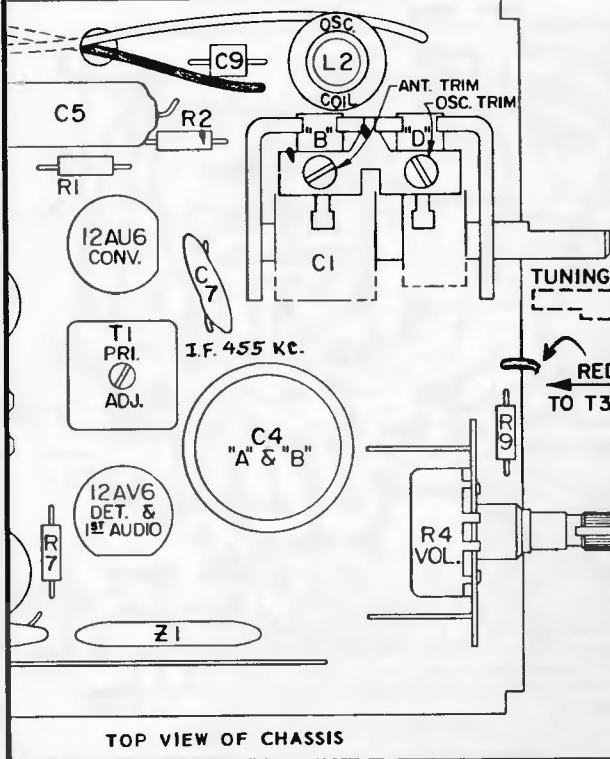 OSC.
L2
COIL
C9
ANT. TRIM
OSC. TRIM
C5
R2
"B"
"D"
R1
12AU6
CONV.
C7
C1
TUNING
T1
PRI.
ADJ.
I.F. 455 KC.
RED
TO T3
C4
"A" & "B"
R9
12AV6
DET. &
1ST AUDIO
R7
R4
VOL.
Z1
TOP VIEW OF CHASSIS